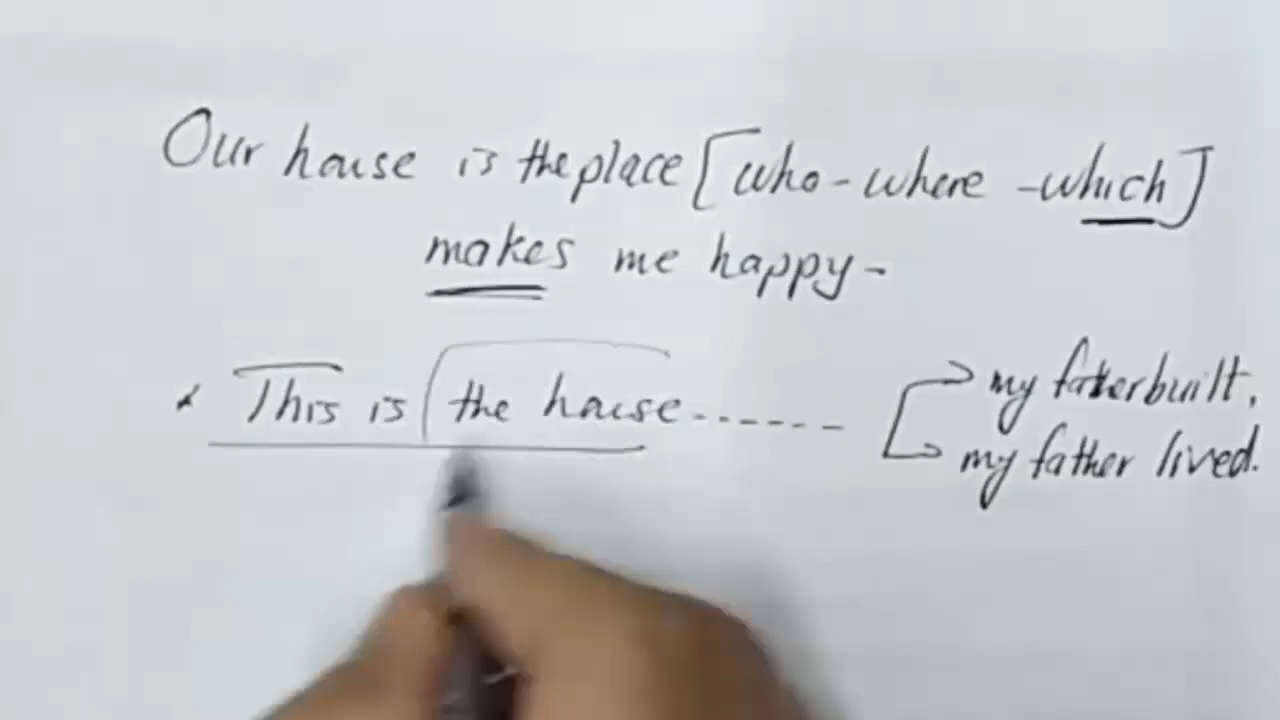 Our house is the place [who - where - which]
makes me happy -
This is the house - - - - - - my father built.
my father lived.